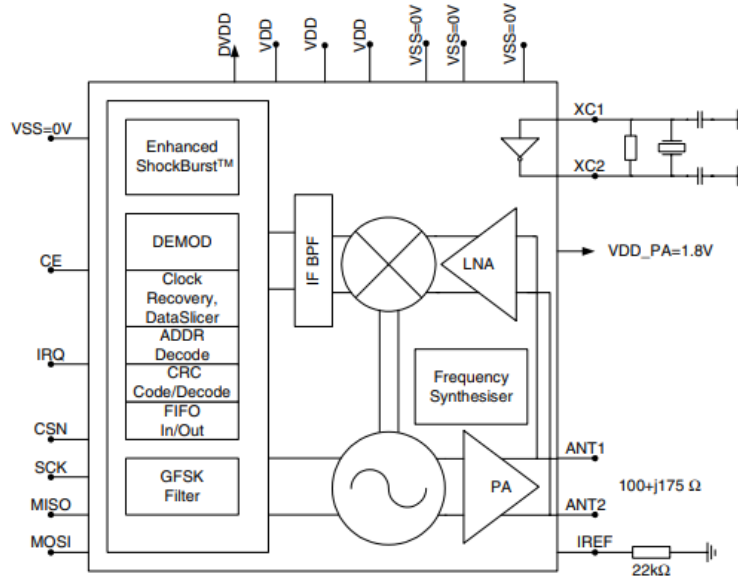 DVDD
VDD
VDD
VDD
VSS=0V
VSS=0V
VSS=0V
VSS=0V
CE
IRQ
CSN
SCK
MISO
MOSI
Enhanced
ShockBurst™
DEMOD
Clock
Recovery,
DataSlicer
ADDR
Decode
CRC
Code/Decode
FIFO
In/Out
GFSK
Filter
IF BPF
LNA
Frequency
Synthesiser
PA
XC1
XC2
VDD_PA=1.8V
ANT1
100+j175 Ω
ANT2
IREF
22kΩ